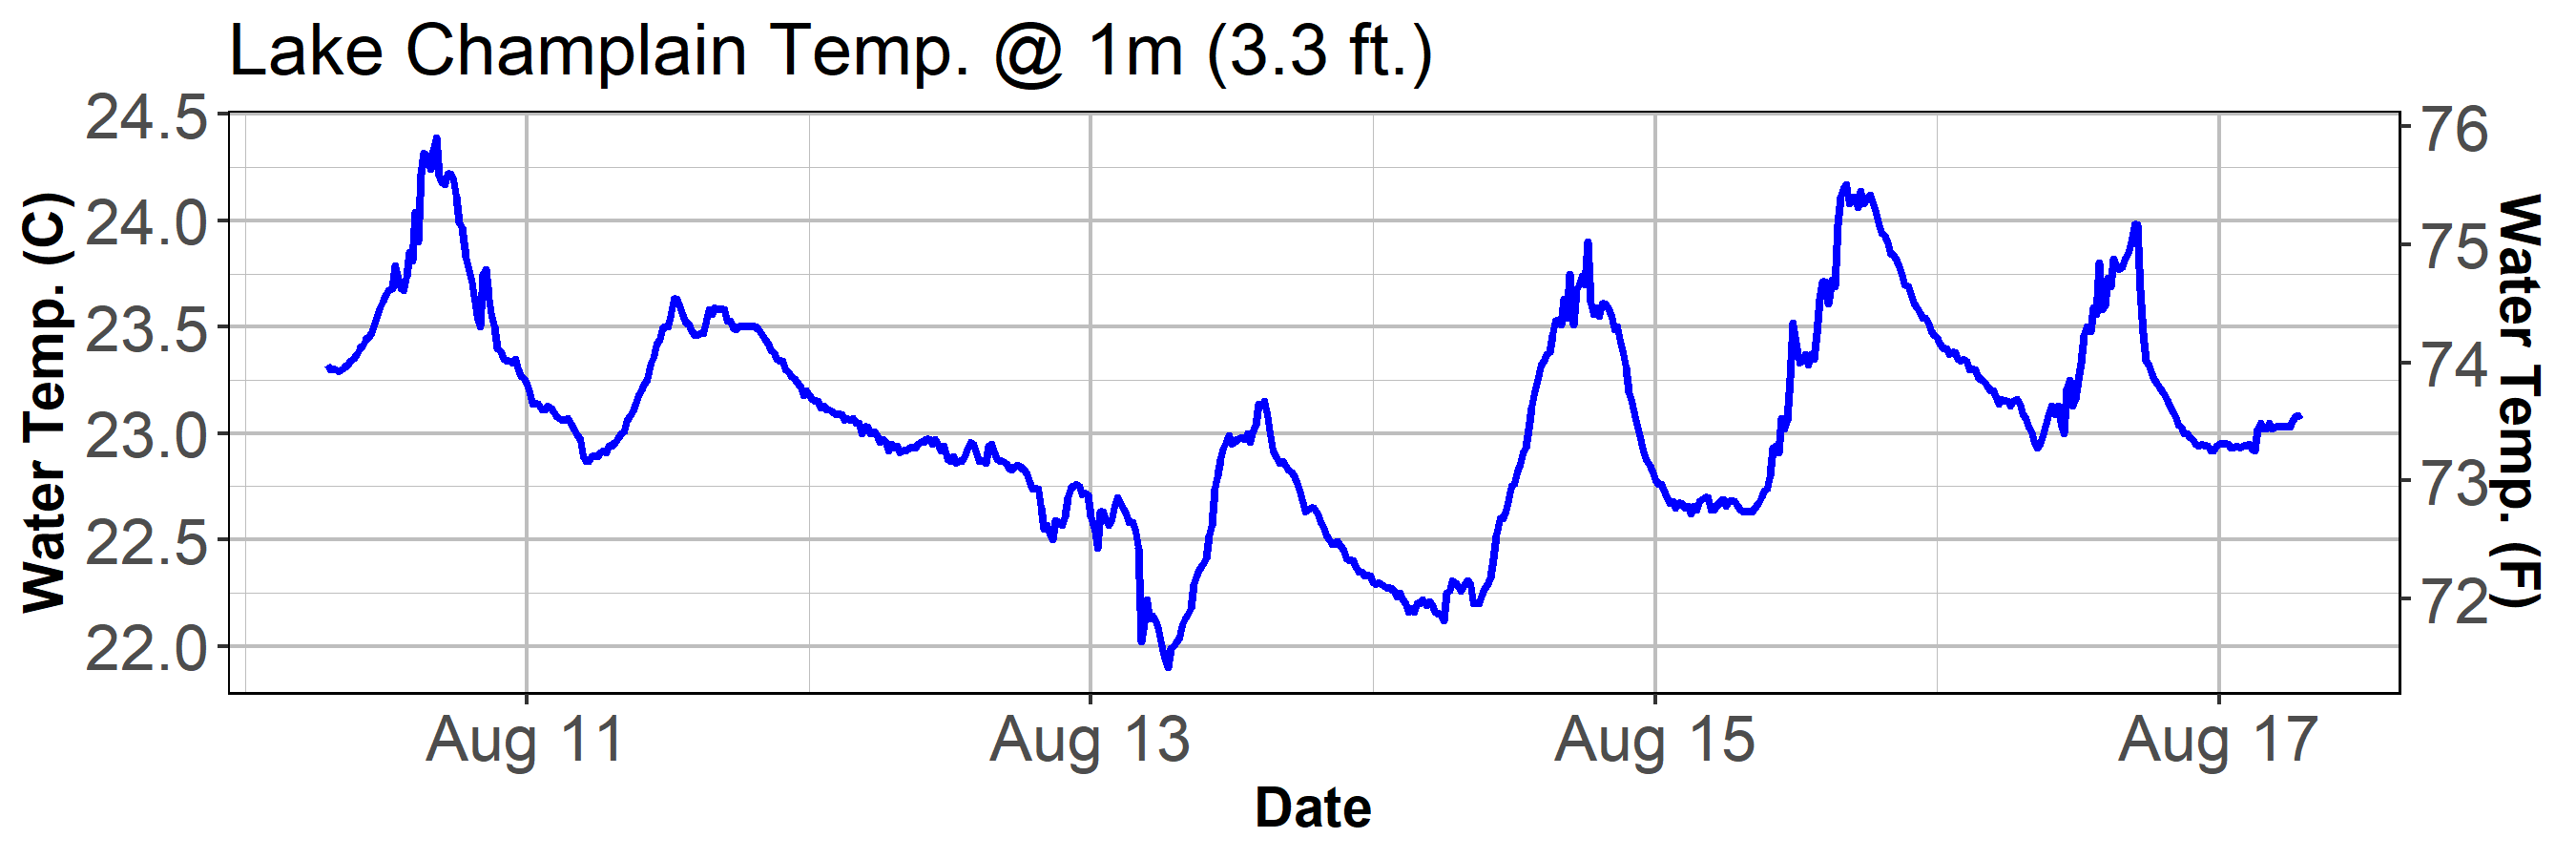 Lake Champlain Temp. @ 1m (3.3 ft.)
Water Temp. (C)
24.5
24.0
23.5
23.0
22.5
22.0
76
75
74
73
72
Water Temp. (F)
Aug 11 Aug 13 Aug 15 Aug 17
Date